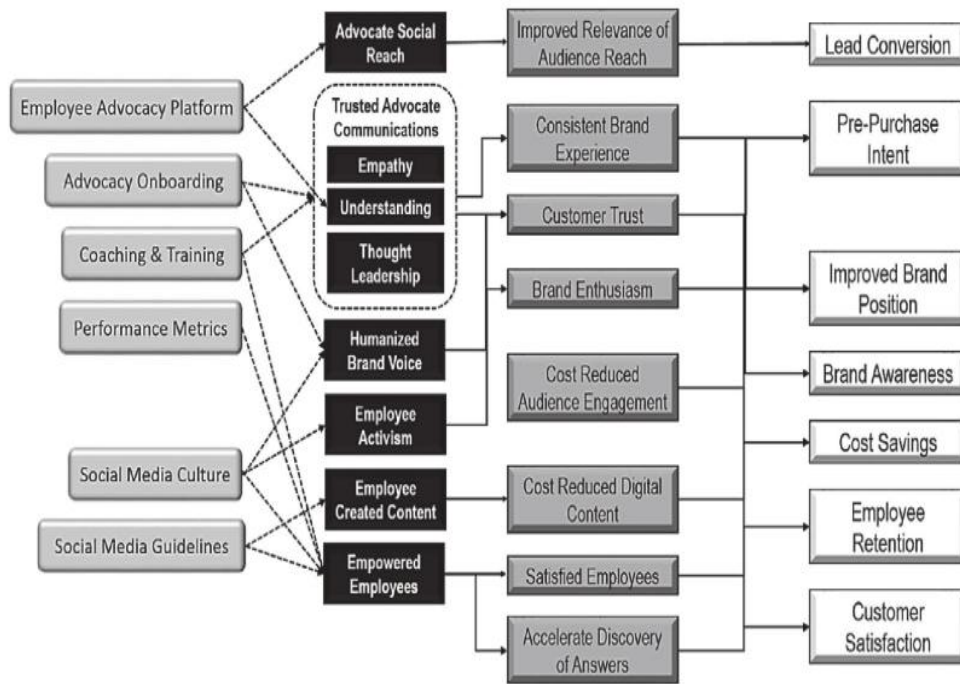 Employee Advocacy Platform
Advocacy Onboarding
Coaching & Training
Performance Metrics
Social Media Culture
Social Media Guidelines
Advocate Social
Reach
Trusted Advocate
Communications
Empathy
Understanding
Thought
Leadership
Humanized
Brand Voice
Employee
Activism
Employee
Created Content
Empowered
Employees
Improved Relevance of
Audience Reach
Consistent Brand
Experience
Customer Trust
Brand Enthusiasm
Cost Reduced
Audience Engagement
Cost Reduced Digital
Content
Satisfied Employees
Accelerate Discovery
of Answers
Lead Conversion
Pre-Purchase
Intent
Improved Brand
Position
Brand Awareness
Cost Savings
Employee
Retention
Customer
Satisfaction